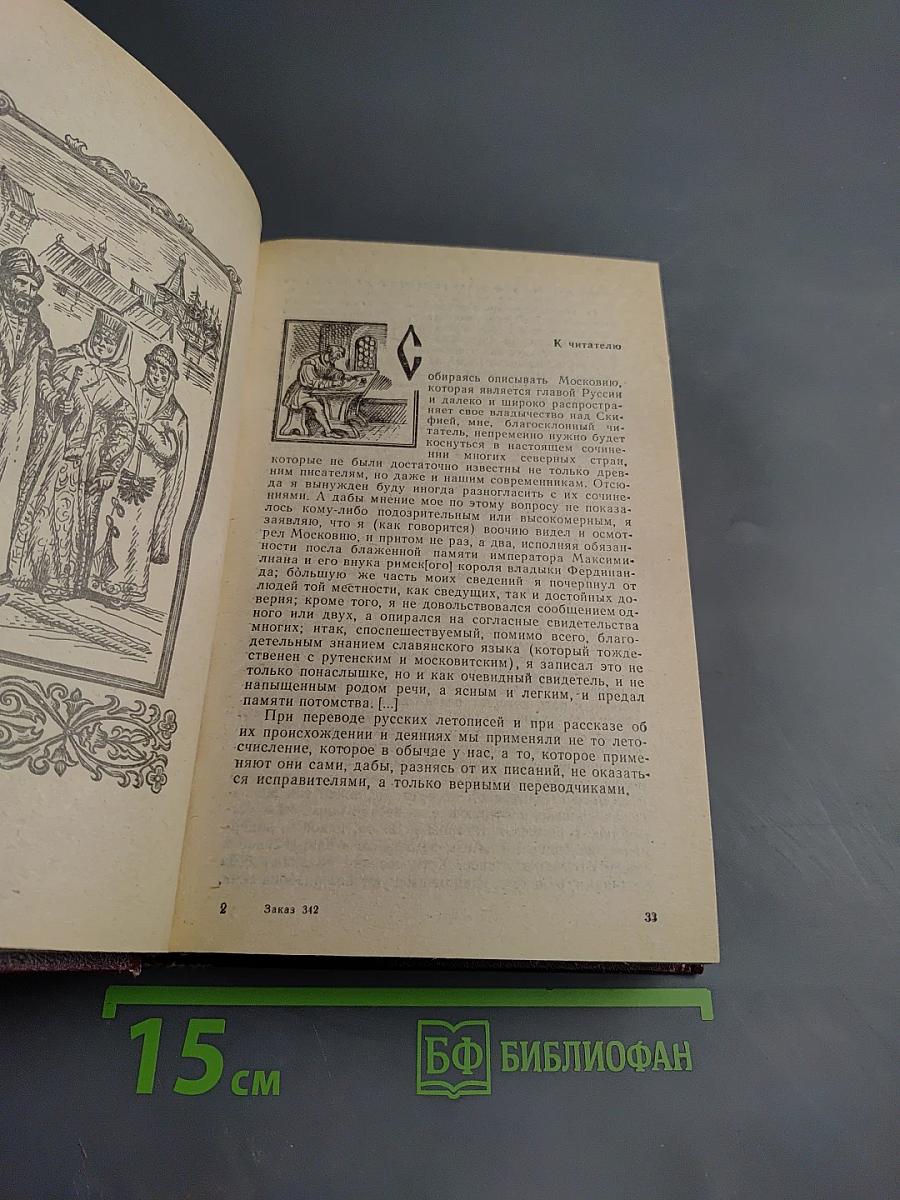 К читателю
Собираясь описывать Московию,
которая является главой Руссии
и далеко и широко распростра-
няет свое владычество над Ски-
фией, мне, благосклонный чи-
татель, непременно нужно будет
коснуться в настоящем сочине-
нии многих северных стран,
которые не были достаточно известны не только древ-
ним писателям, но даже и нашим современникам. Отсю-
да я вынужден буду иногда разногласить с их сочине-
ниями. А дабы мнение мое по этому вопросу не показа-
лось кому-либо подозрительным или высокомерным, я
заявляю, что я (как говорится) воочию видел и осмот-
рел Московию, и притом не раз, а два, исполняя обязан-
ности посла блаженной памяти императора Максими-
лиана и его внука римск[ого] короля владыки Фердинан-
да; бо́льшую же часть моих сведений я почерпнул от
людей той местности, как сведущих, так и достойных до-
верия; кроме того, я не довольствовался сообщением од-
ного или двух, а опирался на согласные свидетельства
многих; итак, споспешествуемый, помимо всего, благо-
детельным знанием славянского языка (который тожде-
ственен с рутенским и московитским), я записал это не
только понаслышке, но и как очевидный свидетель, и не
напыщенным родом речи, а ясным и легким, и предал
памяти потомства. [...]
При переводе русских летописей и при рассказе об
их происхождении и деяниях мы применяли не то лето-
счисление, которое в обычае у нас, а то, которое приме-
няют они сами, дабы, разнясь от их писаний, не оказать-
ся исправителями, а только верными переводчиками.
2 Заказ 342
33
15 см
БФ БИБЛИОФАН